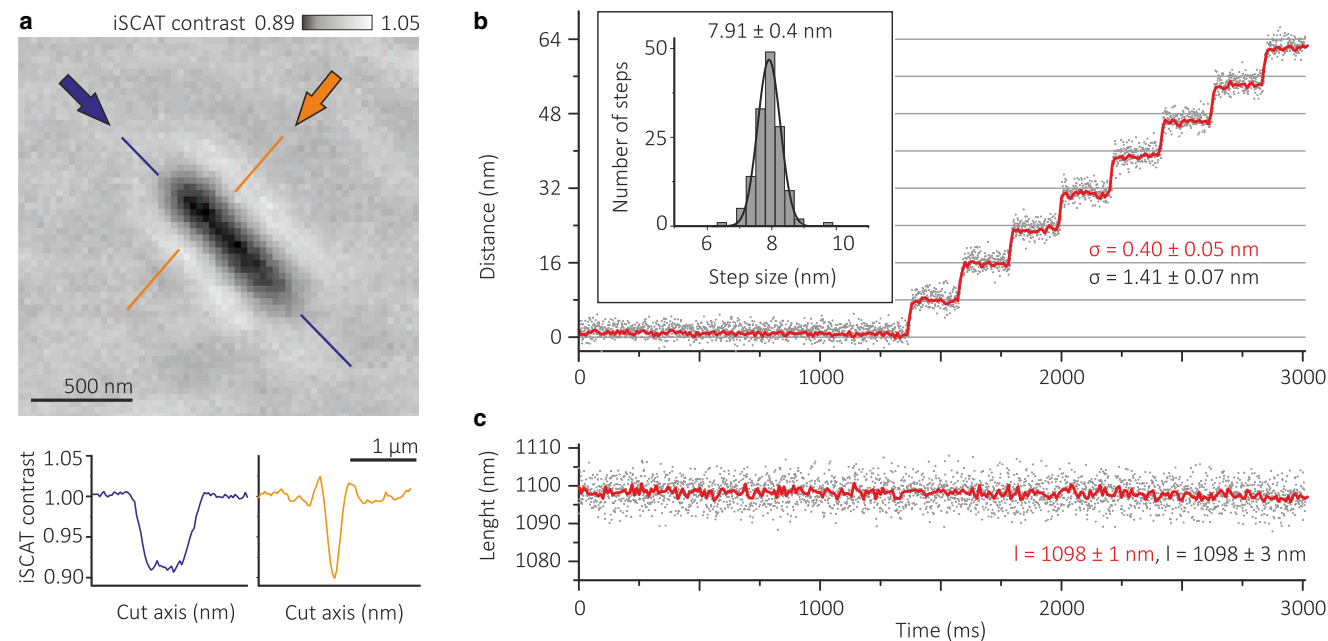 a
iSCAT contrast 0.89 1.05
500 nm
1 µm
iSCAT contrast
1.05
1.00
0.95
0.90
Cut axis (nm)
Cut axis (nm)
b
Distance (nm)
64
48
32
16
0
7.91 ± 0.4 nm
Number of steps
50
25
0
6 8 10
Step size (nm)
σ = 0.40 ± 0.05 nm
σ = 1.41 ± 0.07 nm
0 1000 2000 3000
c
Lenght (nm)
1110
1100
1090
1080
l = 1098 ± 1 nm, l = 1098 ± 3 nm
0 1000 2000 3000
Time (ms)